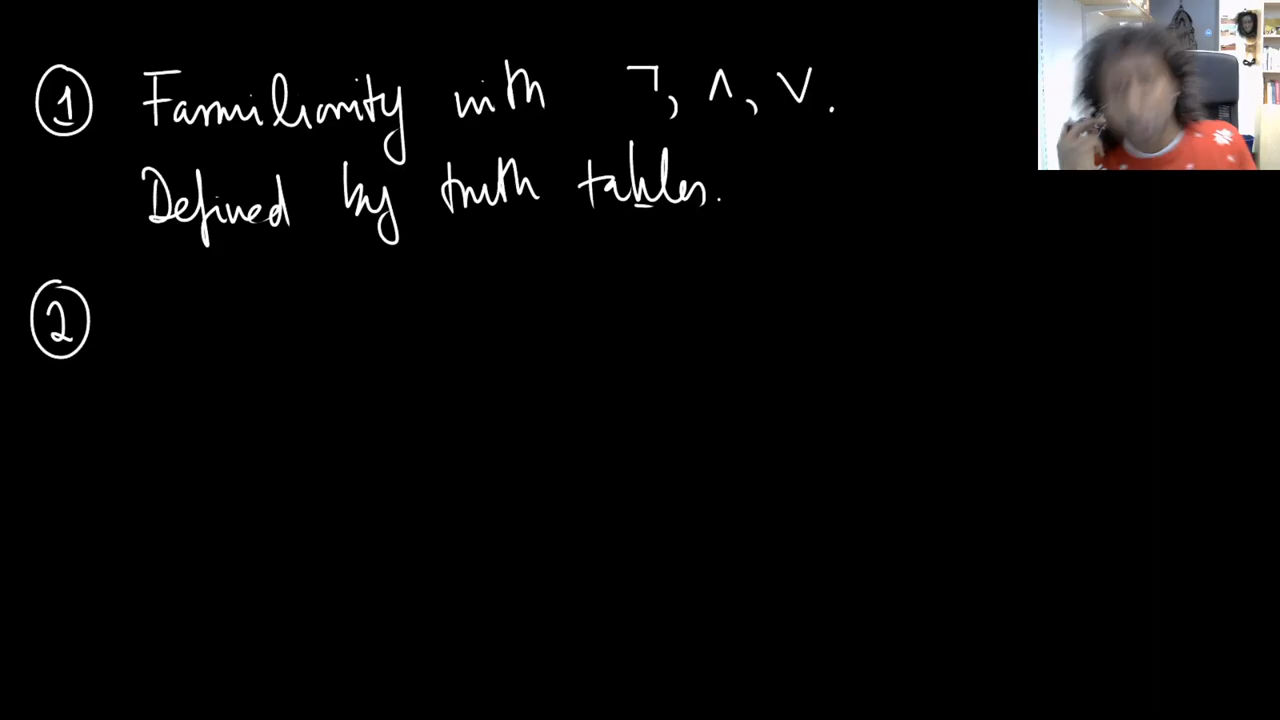 ① Familiarity with ¬, ∧, ∨.
Defined by truth tables.
②